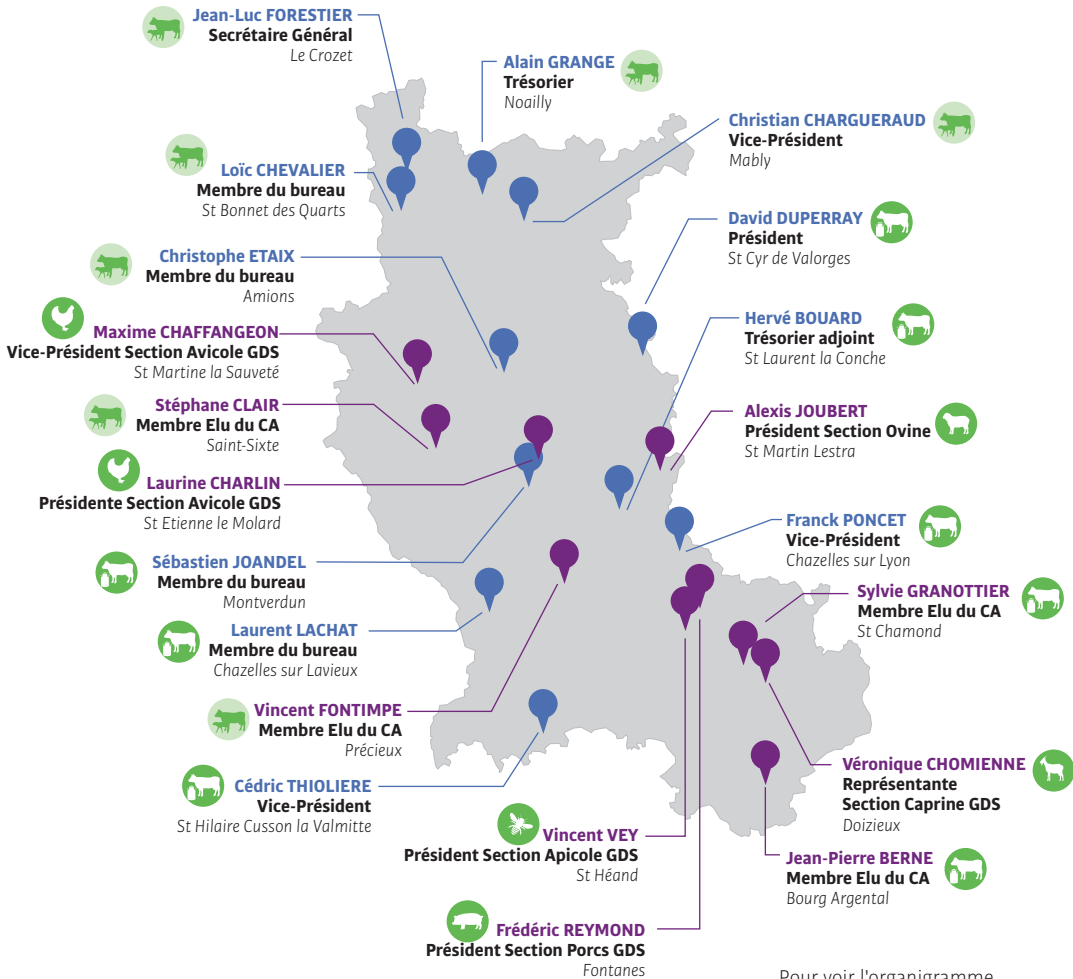 Jean-Luc FORESTIER
Secrétaire Général
Le Crozet
Alain GRANGE
Trésorier
Noailly
Christian CHARGUERAUD
Vice-Président
Mably
Loïc CHEVALIER
Membre du bureau
St Bonnet des Quarts
David DUPERRAY
Président
St Cyr de Valorges
Christophe ETAIX
Membre du bureau
Amions
Hervé BOUARD
Trésorier adjoint
St Laurent la Conche
Maxime CHAFFANGEON
Vice-Président Section Avicole GDS
St Martine la Sauveté
Stéphane CLAIR
Membre Elu du CA
Saint-Sixte
Alexis JOUBERT
Président Section Ovine
St Martin Lestra
Laurine CHARLIN
Présidente Section Avicole GDS
St Etienne le Molard
Franck PONCET
Vice-Président
Chazelles sur Lyon
Sébastien JOANDEL
Membre du bureau
Montverdun
Sylvie GRANOTTIER
Membre Elu du CA
St Chamond
Laurent LACHAT
Membre du bureau
Chazelles sur Lavieux
Vincent FONTIMPE
Membre Elu du CA
Précieux
Véronique CHOMIENNE
Représentante
Section Caprine GDS
Doizieux
Cédric THIOLIERE
Vice-Président
St Hilaire Cusson la Valmitte
Vincent VEY
Président Section Apicole GDS
St Héand
Jean-Pierre BERNE
Membre Elu du CA
Bourg Argental
Frédéric REYMOND
Président Section Porcs GDS
Fontanes
Pour voir l'organigramme